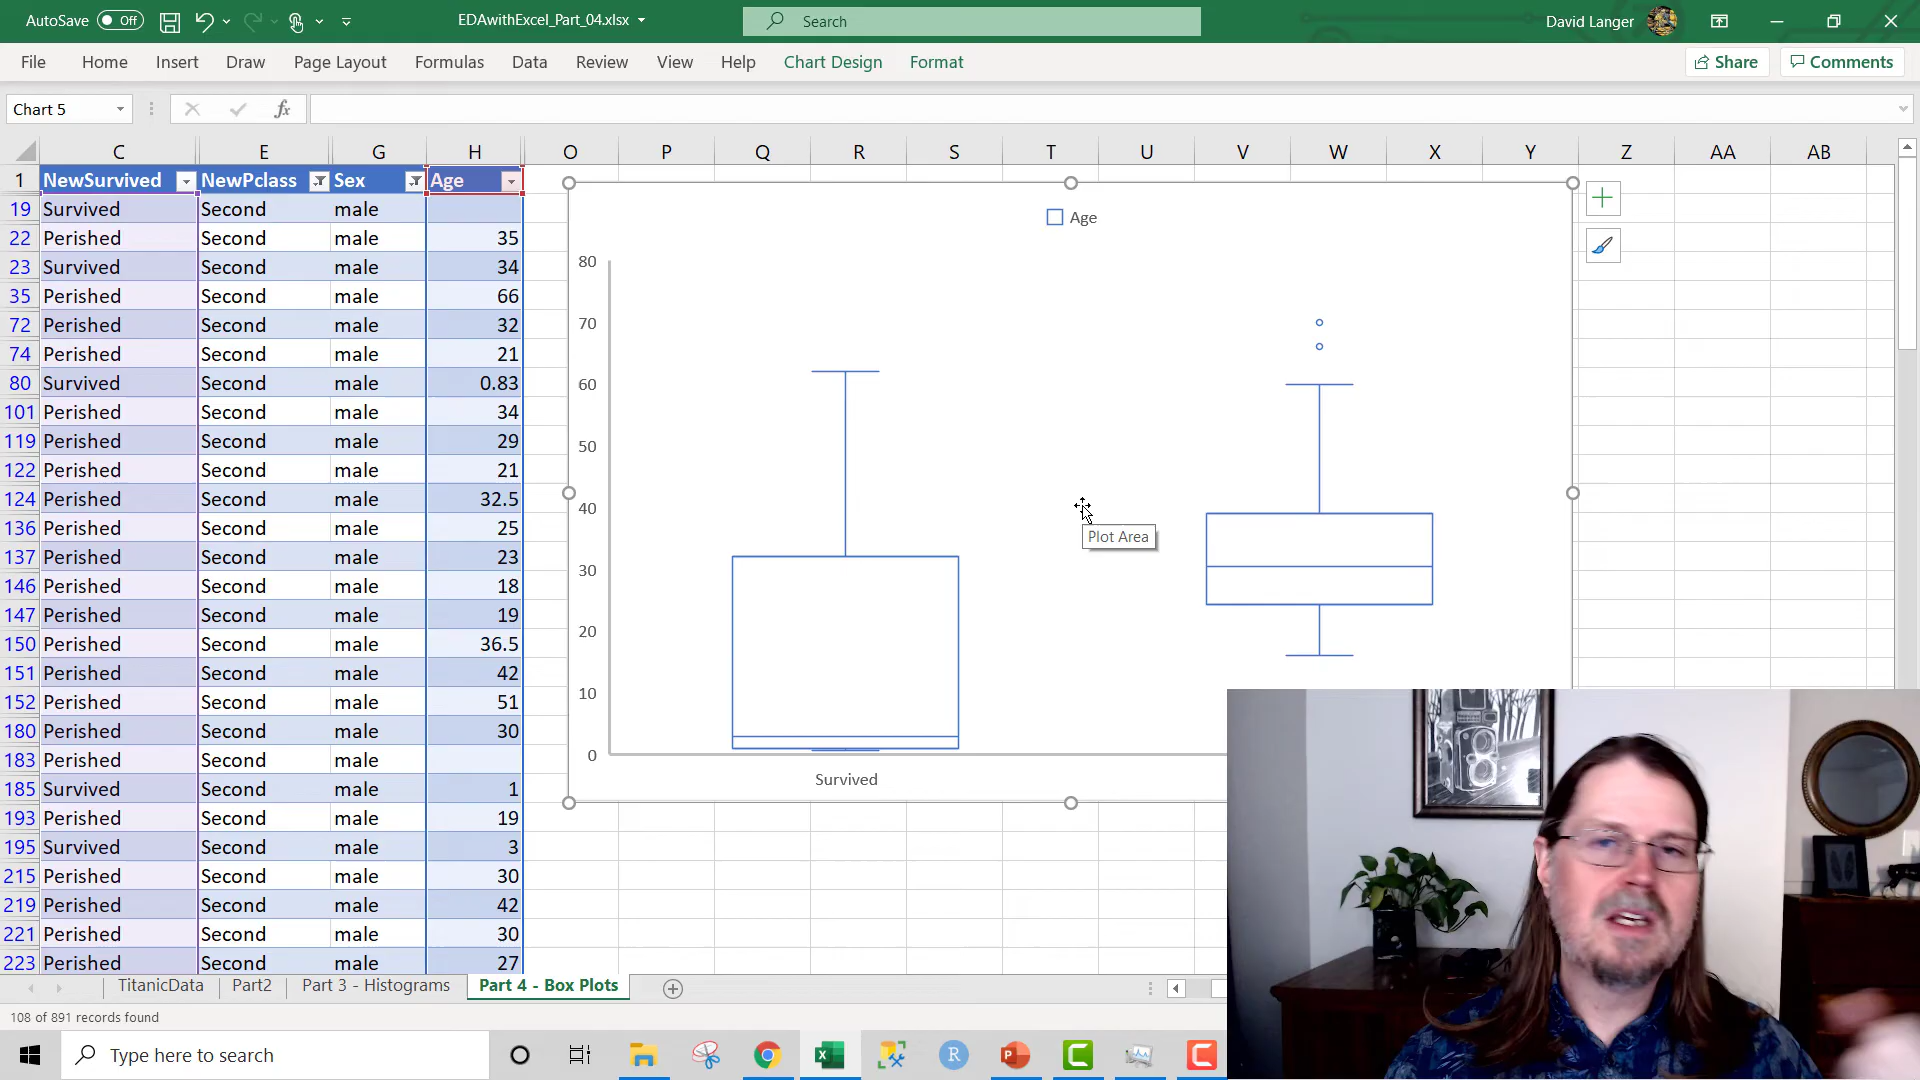 AutoSave Off EDAwithExcel_Part_04.xlsx Search David Langer
File Home Insert Draw Page Layout Formulas Data Review View Help Chart Design Format Share Comments
Chart 5 fx
C E G H O P Q R S T U V W X Y Z AA AB
1 NewSurvived NewPclass Sex Age
19 Survived Second male
22 Perished Second male 35
23 Survived Second male 34
35 Perished Second male 66
72 Perished Second male 32
74 Perished Second male 21
80 Survived Second male 0.83
101 Perished Second male 34
119 Perished Second male 29
122 Perished Second male 21
124 Perished Second male 32.5
136 Perished Second male 25
137 Perished Second male 23
146 Perished Second male 18
147 Perished Second male 19
150 Perished Second male 36.5
151 Perished Second male 42
152 Perished Second male 51
180 Perished Second male 30
183 Perished Second male
185 Survived Second male 1
193 Perished Second male 19
195 Survived Second male 3
215 Perished Second male 30
219 Perished Second male 42
221 Perished Second male 30
223 Perished Second male 27
Age
80
70
60
50
40
30
20
10
0
Plot Area
Survived
TitanicData Part2 Part 3 - Histograms Part 4 - Box Plots
108 of 891 records found
Type here to search